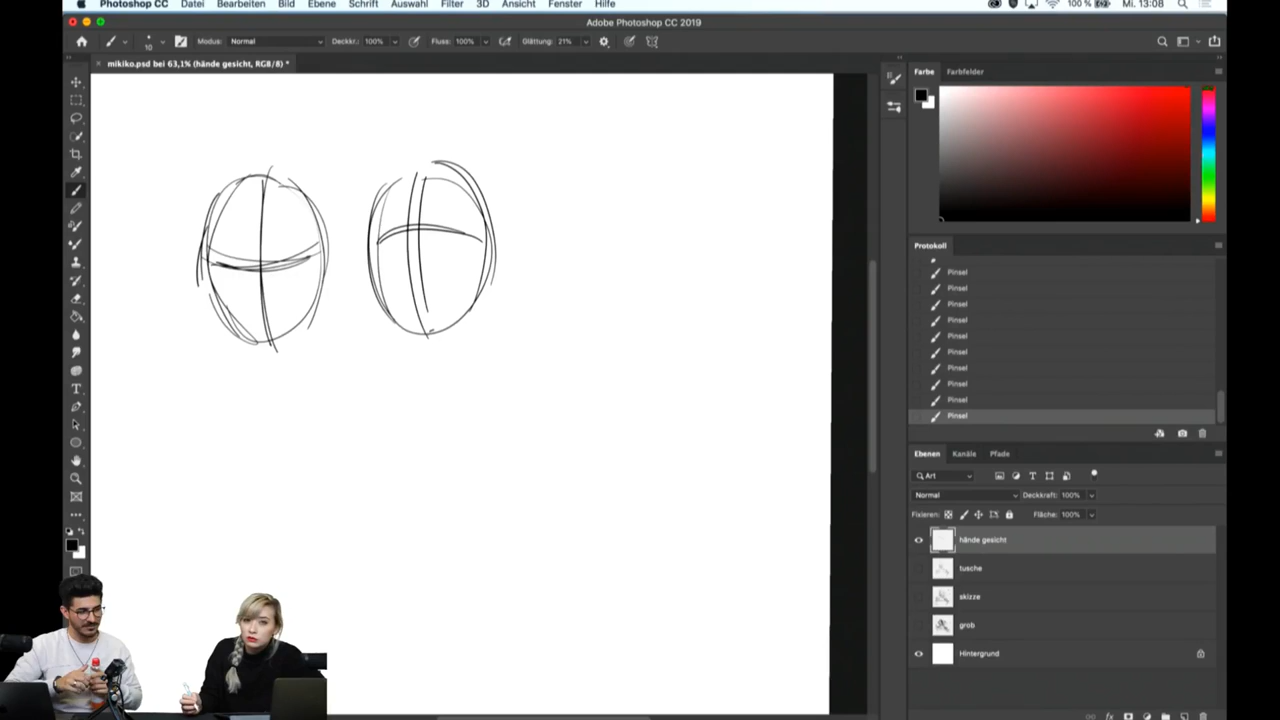 Photoshop CC Datei Bearbeiten Bild Ebene Schrift Auswahl Filter 3D Ansicht Fenster Hilfe 100 % Mi. 13:08
Adobe Photoshop CC 2019
10 Modus: Normal Deckkr.: 100% Fluss: 100% Glättung: 21%
mikiko.psd bei 63,1% (hände gesicht, RGB/8) *
Farbe Farbfelder
Protokoll
Pinsel
Pinsel
Pinsel
Pinsel
Pinsel
Pinsel
Pinsel
Pinsel
Pinsel
Pinsel
Ebenen Kanäle Pfade
Art
Normal Deckkraft: 100%
Fixieren: Fläche: 100%
hände gesicht
tusche
skizze
grob
Hintergrund
fx